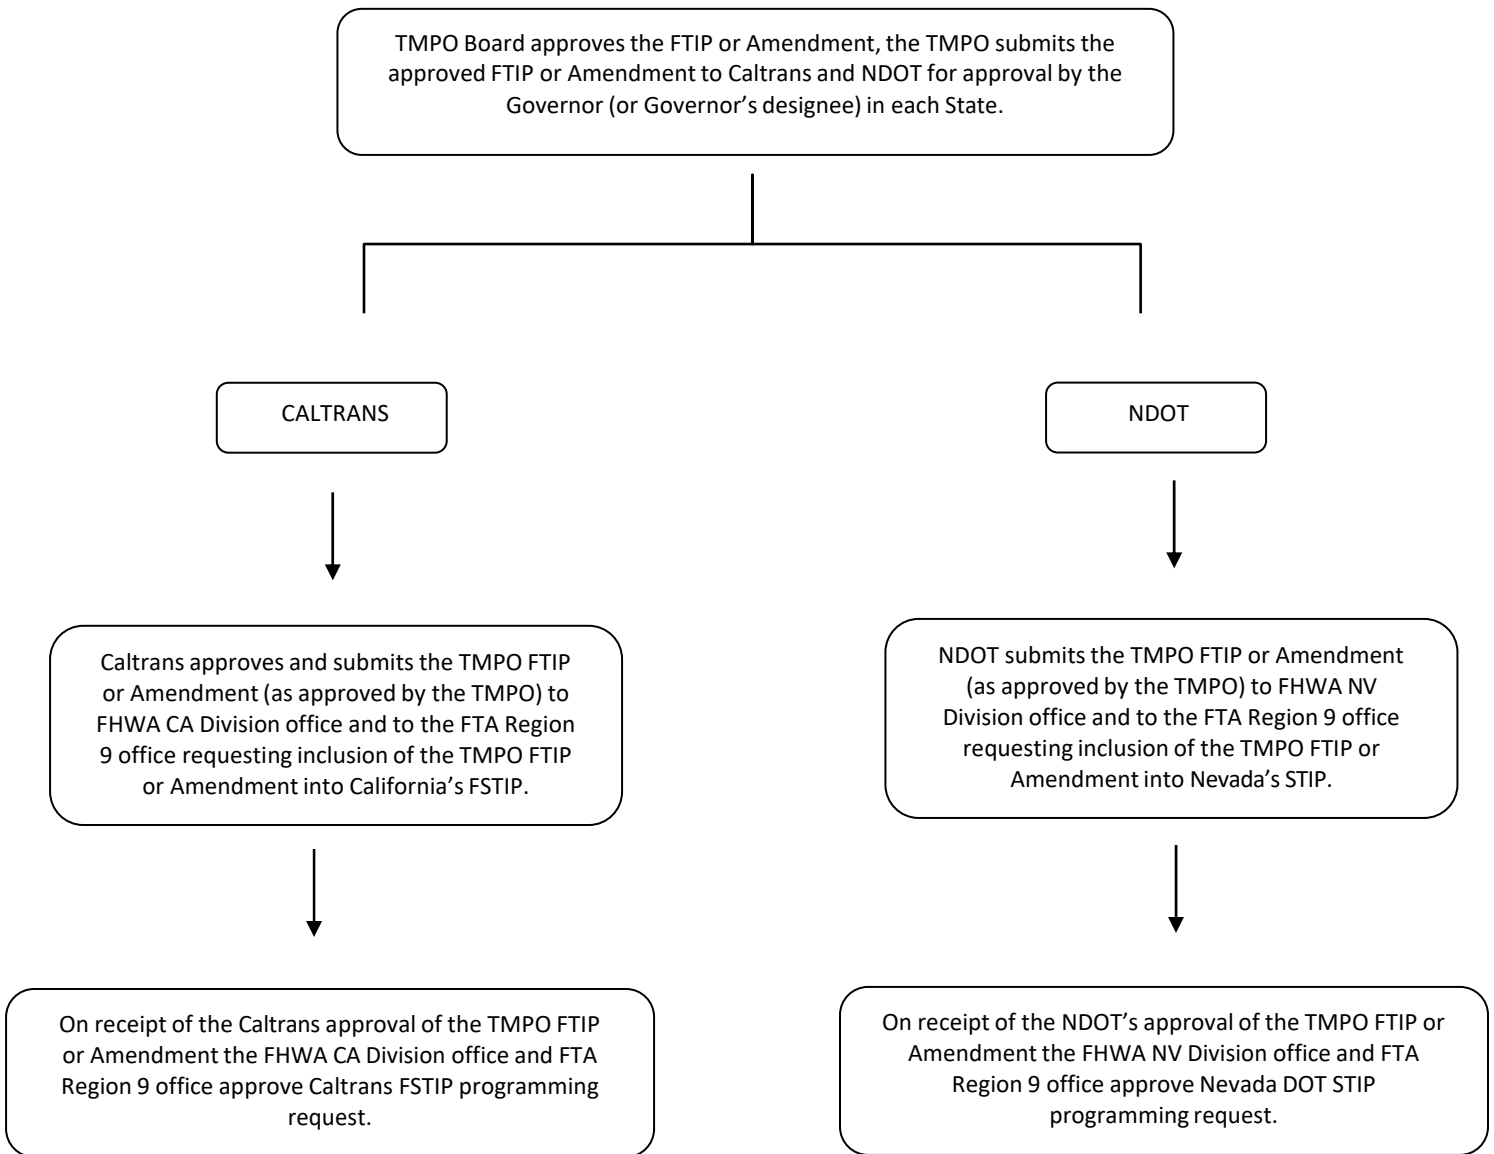 TMPO Board approves the FTIP or Amendment, the TMPO submits the
approved FTIP or Amendment to Caltrans and NDOT for approval by the
Governor (or Governor’s designee) in each State.
CALTRANS
NDOT
Caltrans approves and submits the TMPO FTIP
or Amendment (as approved by the TMPO) to
FHWA CA Division office and to the FTA Region
9 office requesting inclusion of the TMPO FTIP
or Amendment into California’s FSTIP.
NDOT submits the TMPO FTIP or Amendment
(as approved by the TMPO) to FHWA NV
Division office and to the FTA Region 9 office
requesting inclusion of the TMPO FTIP or
Amendment into Nevada’s STIP.
On receipt of the Caltrans approval of the TMPO FTIP
or Amendment the FHWA CA Division office and FTA
Region 9 office approve Caltrans FSTIP programming
request.
On receipt of the NDOT’s approval of the TMPO FTIP or
Amendment the FHWA NV Division office and FTA
Region 9 office approve Nevada DOT STIP
programming request.